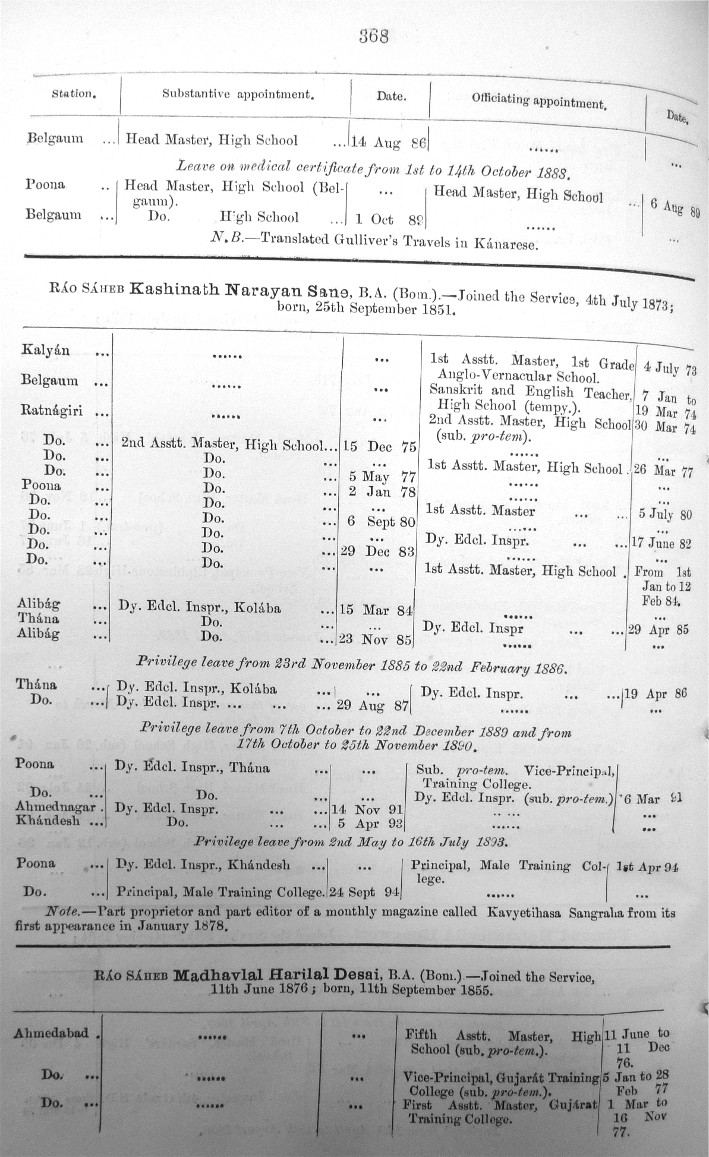 368
Station. Substantive appointment. Date. Officiating appointment. Date.
Belgaum ... Head Master, High School ... 14 Aug 86 ...... ...
Leave on medical certificate from 1st to 14th October 1888.
Poona .. Head Master, High School (Bel- ... Head Master, High School ... 6 Aug 89
gaum).
Belgaum ... Do. High School ... 1 Oct 89 ...... ...
N.B.—Translated Gulliver's Travels in Kánarese.
RÁO SÁHEB Kashinath Narayan Sane, B.A. (Bom.).—Joined the Service, 4th July 1873;
born, 25th September 1851.
Kalyán ... ...... ... 1st Asstt. Master, 1st Grade 4 July 73
Anglo-Vernacular School.
Belgaum ... ...... ... Sanskrit and English Teacher, 7 Jan to
High School (tempy.). 19 Mar 74
Ratnágiri ... ...... ... 2nd Asstt. Master, High School 30 Mar 74
(sub. pro-tem).
Do. ... 2nd Asstt. Master, High School... 15 Dec 75 ...... ...
Do. ... Do. ... ... 1st Asstt. Master, High School . 26 Mar 77
Do. ... Do. ... 5 May 77 ...... ...
Poona ... Do. ... 2 Jan 78 ...... ...
Do. ... Do. ... ... 1st Asstt. Master ... ... 5 July 80
Do. ... Do. ... 6 Sept 80 ...... ...
Do. ... Do. ... ... Dy. Edcl. Inspr. ... ... 17 June 82
Do. ... Do. ... 29 Dec 83 ...... ...
Do. ... Do. ... ... 1st Asstt. Master, High School . From 1st
Jan to 12
Feb 84.
Alibág ... Dy. Edcl. Inspr., Kolába ... 15 Mar 84 ...... ...
Thána ... Do. ... Dy. Edcl. Inspr ... ... 29 Apr 85
Alibág ... Do. ... 23 Nov 85 ...... ...
Privilege leave from 23rd November 1885 to 22nd February 1886.
Thána ... Dy. Edcl. Inspr., Kolába ... ... Dy. Edcl. Inspr. ... ... 19 Apr 86
Do. ... Dy. Edcl. Inspr. ... ... ... 29 Aug 87 ...... ...
Privilege leave from 7th October to 22nd December 1889 and from
17th October to 25th November 1890.
Poona ... Dy. Edcl. Inspr., Thána ... ... Sub. pro-tem. Vice-Principal,
Training College.
Do. ... Do. ... ... Dy. Edcl. Inspr. (sub. pro-tem.) 6 Mar 91
Ahmednagar . Dy. Edcl. Inspr. ... ... 14 Nov 91 ..... ...
Khándesh ... Do. ... ... 5 Apr 93 ...... ...
Privilege leave from 2nd May to 16th July 1893.
Poona ... Dy. Edcl. Inspr., Khándesh ... ... Principal, Male Training Col- 1st Apr 94
lege.
Do. ... Principal, Male Training College. 24 Sept 94 ...... ...
Note.—Part proprietor and part editor of a monthly magazine called Kavyetihasa Sangraha from its
first appearance in January 1878.
RÁO SÁHEB Madhavlal Harilal Desai, B.A. (Bom.).—Joined the Service,
11th June 1876; born, 11th September 1855.
Ahmedabad . ...... ... Fifth Asstt. Master, High 11 June to
School (sub. pro-tem.). 11 Dec
76.
Do. ... ...... ... Vice-Principal, Gujarát Training 5 Jan to 28
College (sub. pro-tem.). Feb 77
Do. ... ...... ... First Asstt. Master, Gujárat 1 Mar to
Training College. 16 Nov
77.